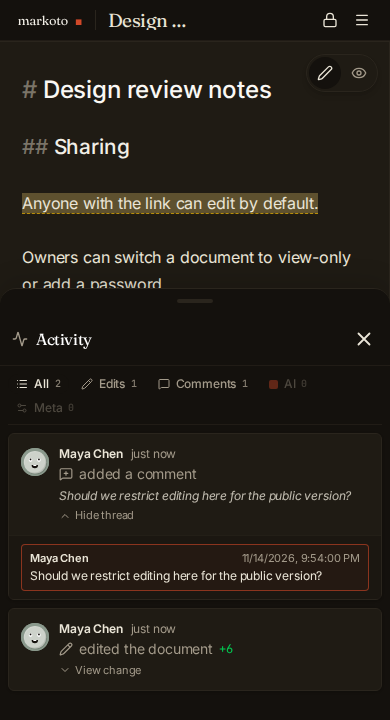 markoto Design ...
# Design review notes
## Sharing
Anyone with the link can edit by default.
Owners can switch a document to view-only
or add a password
Activity
All 2 Edits 1 Comments 1 AI 0
Meta 0
Maya Chen just now
added a comment
Should we restrict editing here for the public version?
Hide thread
Maya Chen 11/14/2026, 9:54:00 PM
Should we restrict editing here for the public version?
Maya Chen just now
edited the document +6
View change